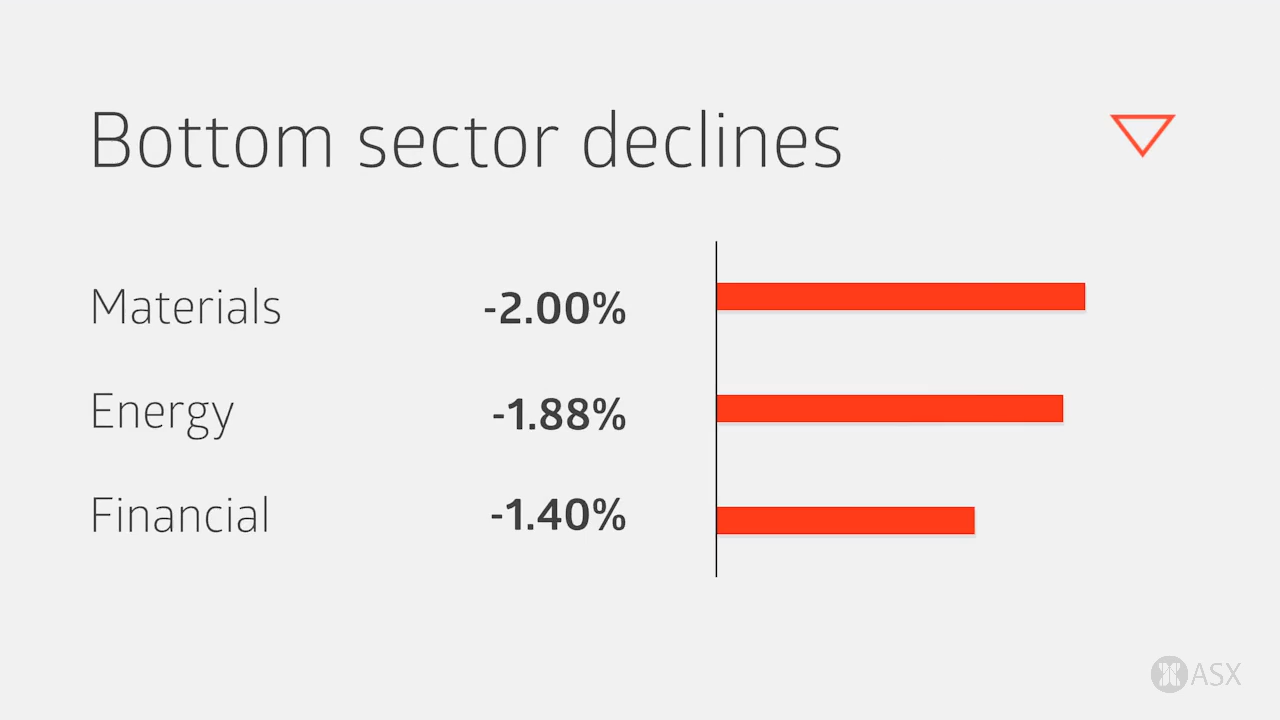 Bottom sector declines
Materials -2.00%
Energy -1.88%
Financial -1.40%
ASX